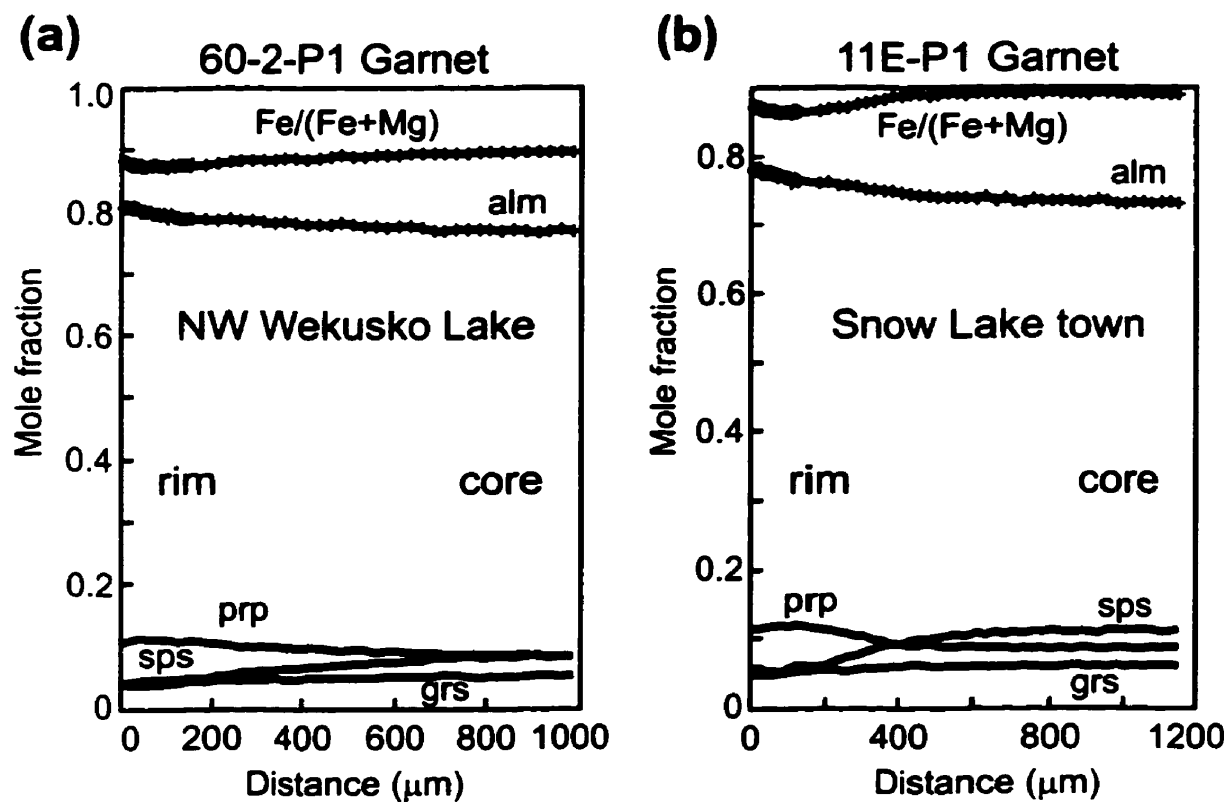 (a)
60-2-P1 Garnet
1.0
0.8
0.6
0.4
0.2
0
Mole fraction
Fe/(Fe+Mg)
alm
NW Wekusko Lake
rim
core
prp
sps
grs
0 200 400 600 800 1000
Distance (μm)
(b)
11E-P1 Garnet
0.8
0.6
0.4
0.2
0
Mole fraction
Fe/(Fe+Mg)
alm
Snow Lake town
rim
core
prp
sps
grs
0 400 800 1200
Distance (μm)